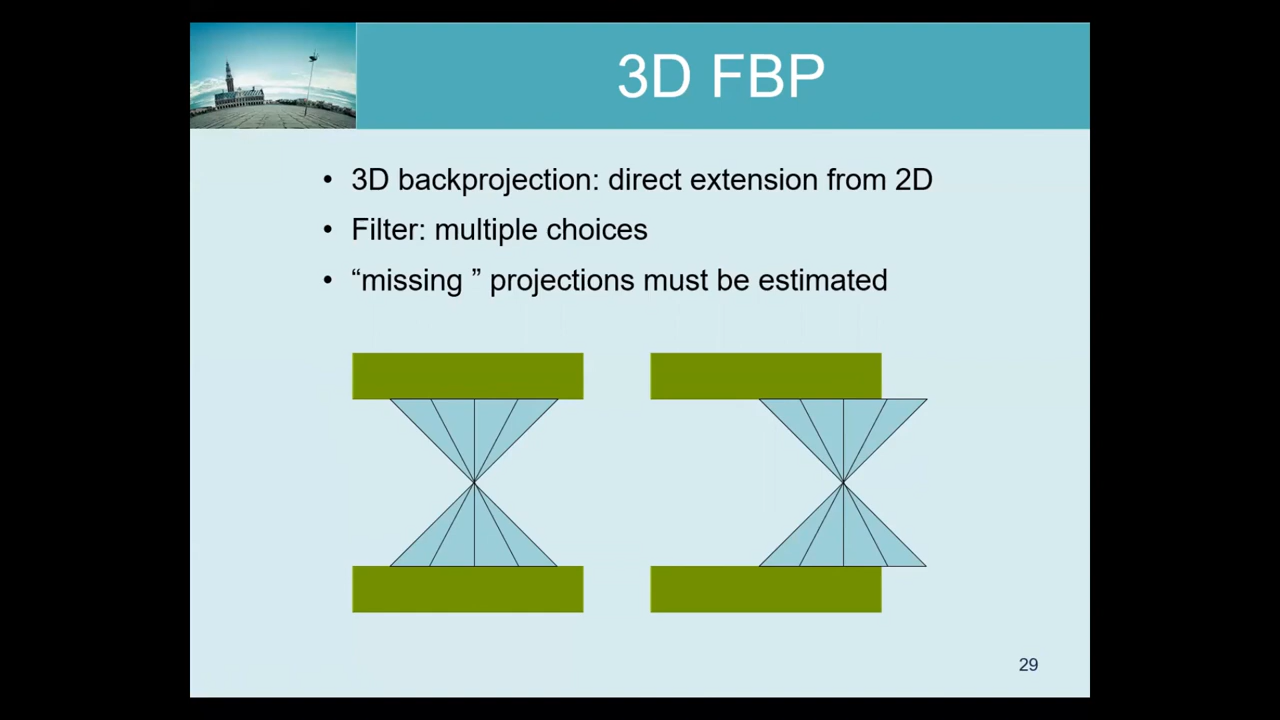 3D FBP
• 3D backprojection: direct extension from 2D
• Filter: multiple choices
• “missing ” projections must be estimated
29